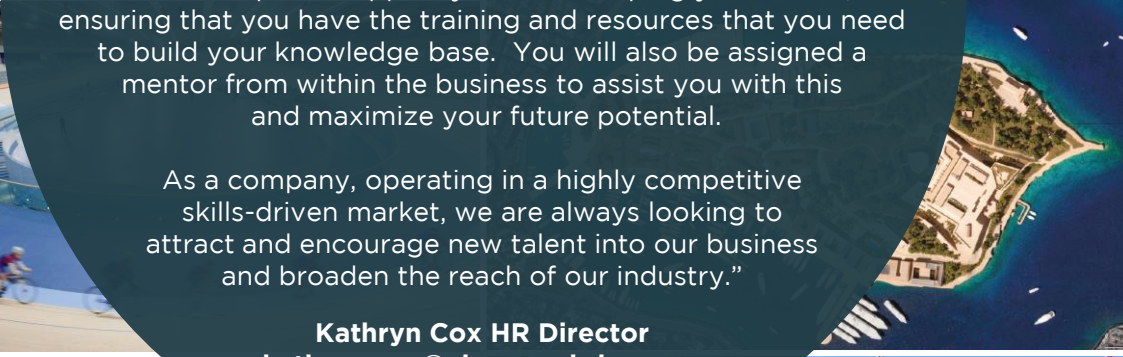 ensuring that you have the training and resources that you need
to build your knowledge base. You will also be assigned a
mentor from within the business to assist you with this
and maximize your future potential.
As a company, operating in a highly competitive
skills-driven market, we are always looking to
attract and encourage new talent into our business
and broaden the reach of our industry.”
Kathryn Cox HR Director